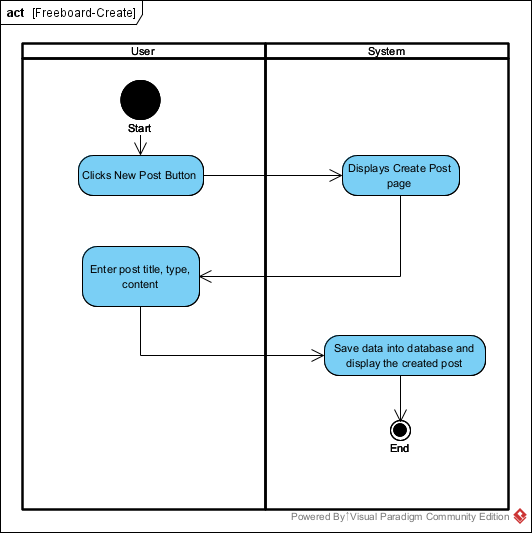 act [Freeboard-Create]
User
System
Start
Clicks New Post Button
Displays Create Post
page
Enter post title, type,
content
Save data into database and
display the created post
End
Powered By Visual Paradigm Community Edition